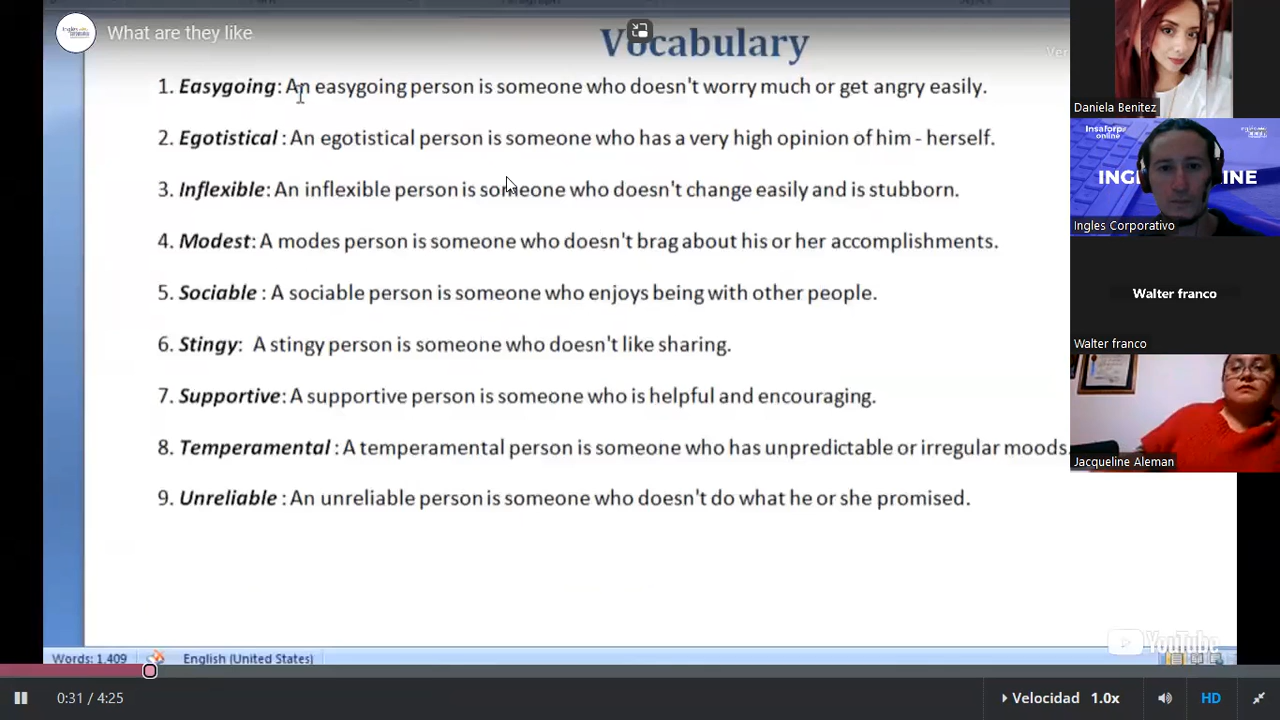 What are they like
Vocabulary
1. Easygoing: An easygoing person is someone who doesn't worry much or get angry easily.
2. Egotistical : An egotistical person is someone who has a very high opinion of him - herself.
3. Inflexible: An inflexible person is someone who doesn't change easily and is stubborn.
4. Modest: A modes person is someone who doesn't brag about his or her accomplishments.
5. Sociable : A sociable person is someone who enjoys being with other people.
6. Stingy: A stingy person is someone who doesn't like sharing.
7. Supportive: A supportive person is someone who is helpful and encouraging.
8. Temperamental : A temperamental person is someone who has unpredictable or irregular moods.
9. Unreliable : An unreliable person is someone who doesn't do what he or she promised.
Daniela Benitez
Insaforp
online
Ingles Corporativo
Walter franco
Walter franco
Jacqueline Aleman
YouTube
Words: 1.409 English (United States)
0:31 / 4:25
Velocidad 1.0x
HD